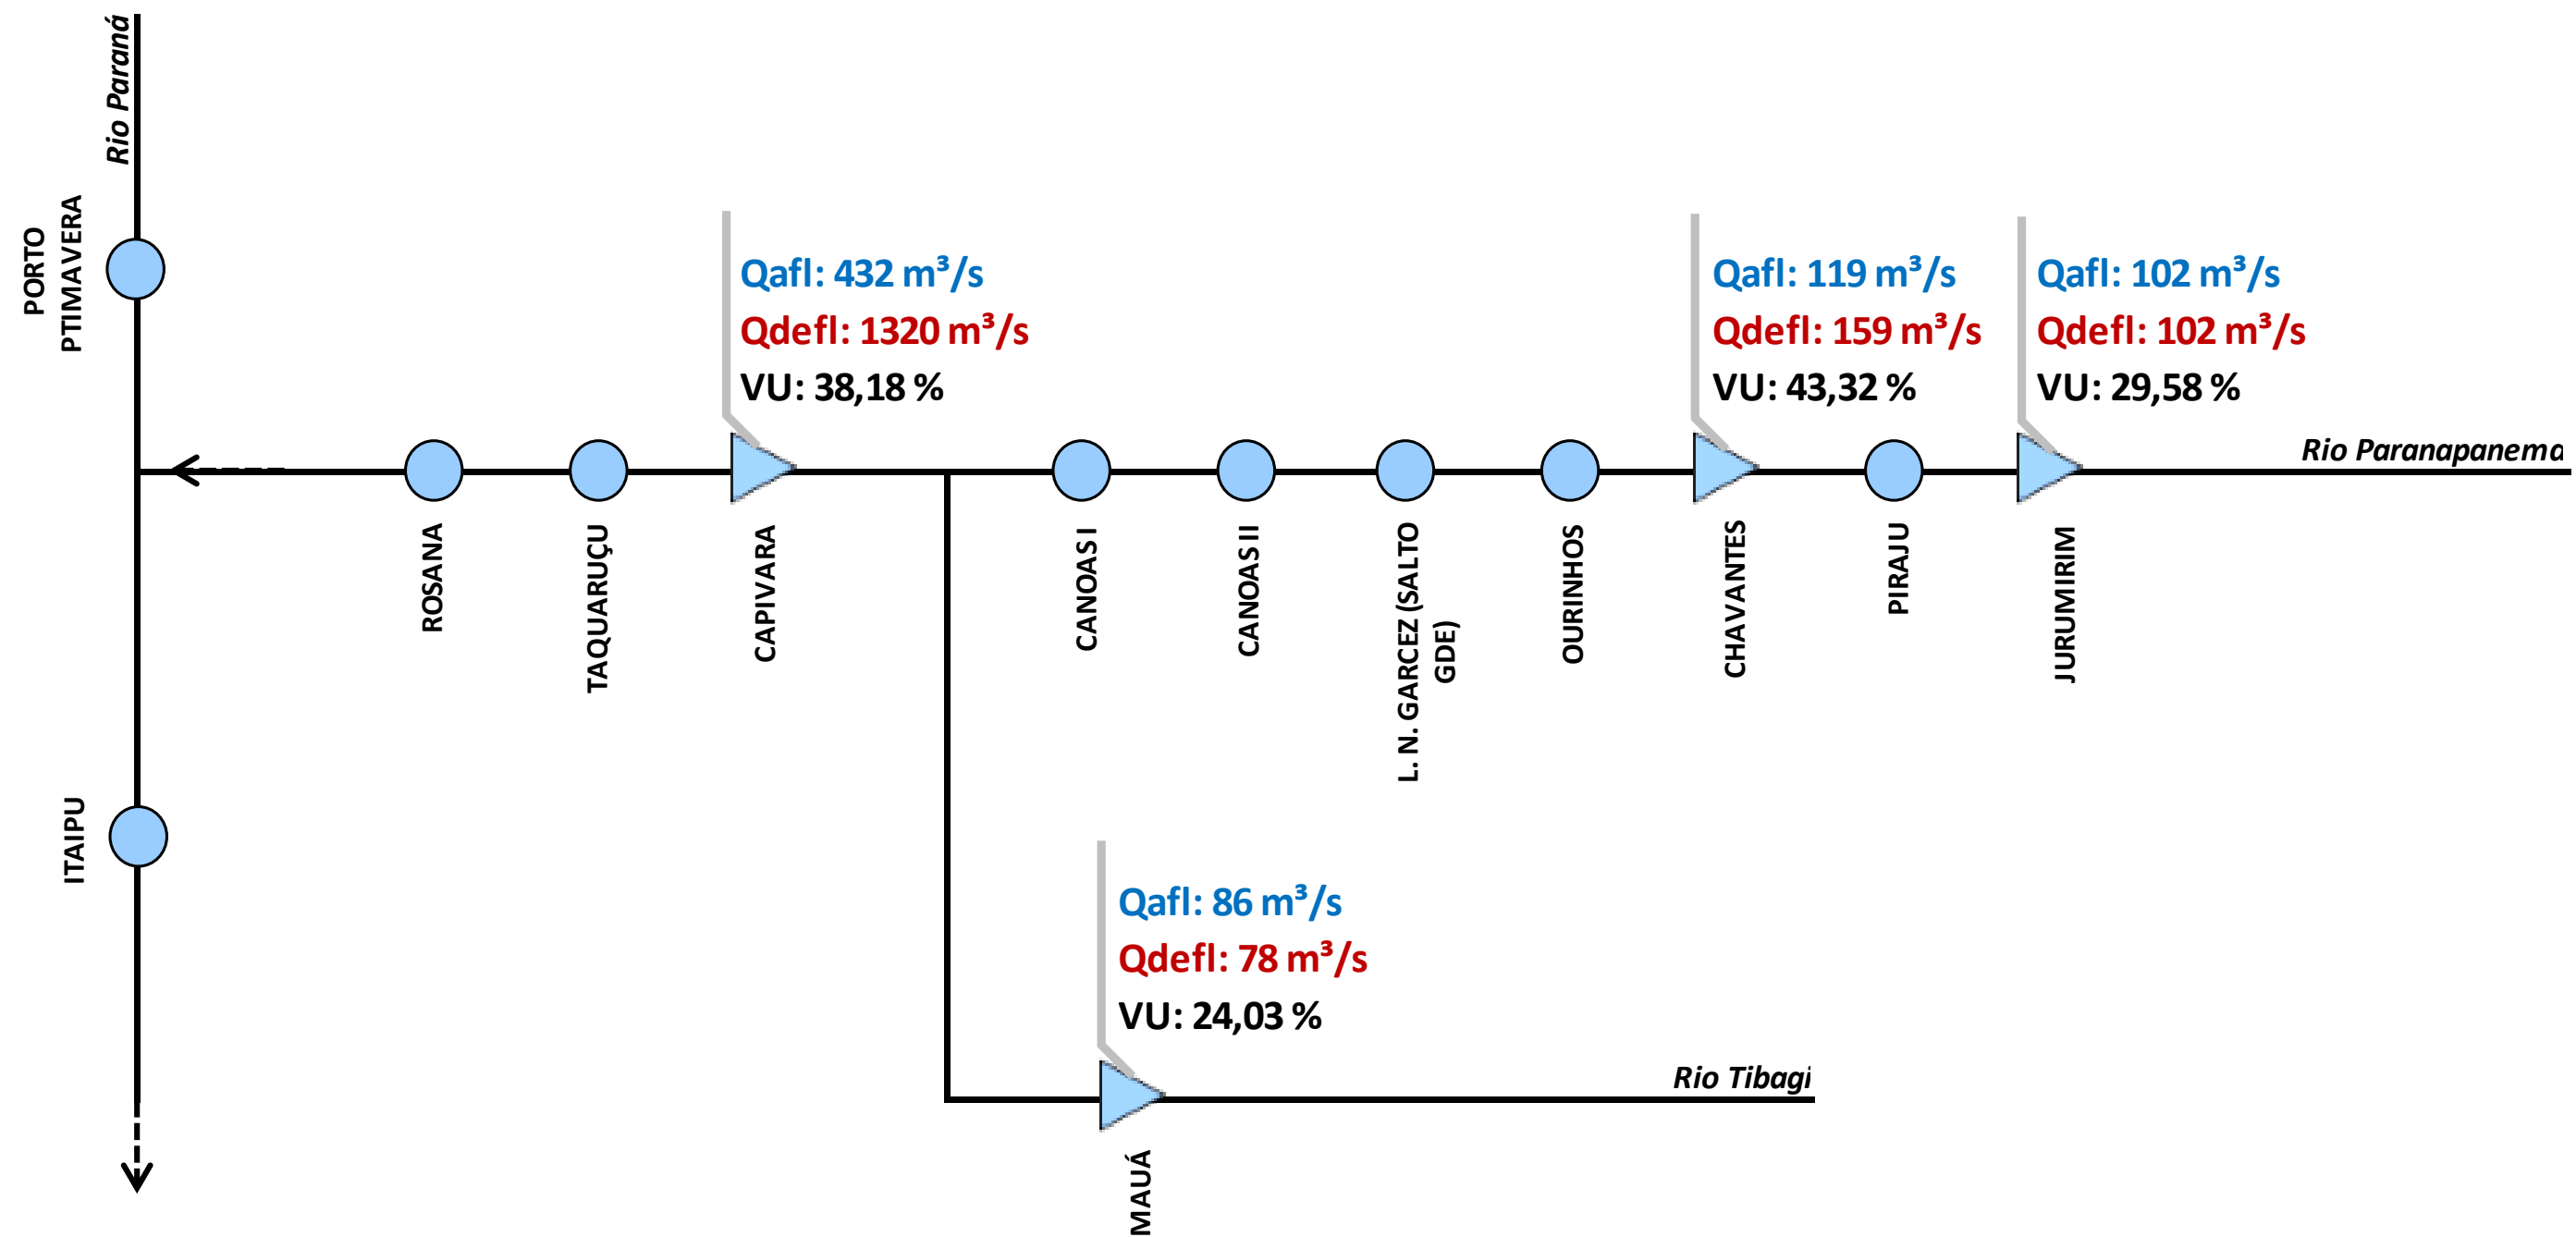 Rio Paraná
PORTO
PTIMAVERA
Qafl: 432 m³/s
Qdefl: 1320 m³/s
VU: 38,18 %
Qafl: 119 m³/s
Qdefl: 159 m³/s
VU: 43,32 %
Qafl: 102 m³/s
Qdefl: 102 m³/s
VU: 29,58 %
Rio Paranapanema
ROSANA
TAQUARUÇU
CAPIVARA
CANOAS I
CANOAS II
L. N. GARCEZ (SALTO
GDE)
OURINHOS
CHAVANTES
PIRAJU
JURUMIRIM
ITAIPU
Qafl: 86 m³/s
Qdefl: 78 m³/s
VU: 24,03 %
Rio Tibagi
MAUÁ